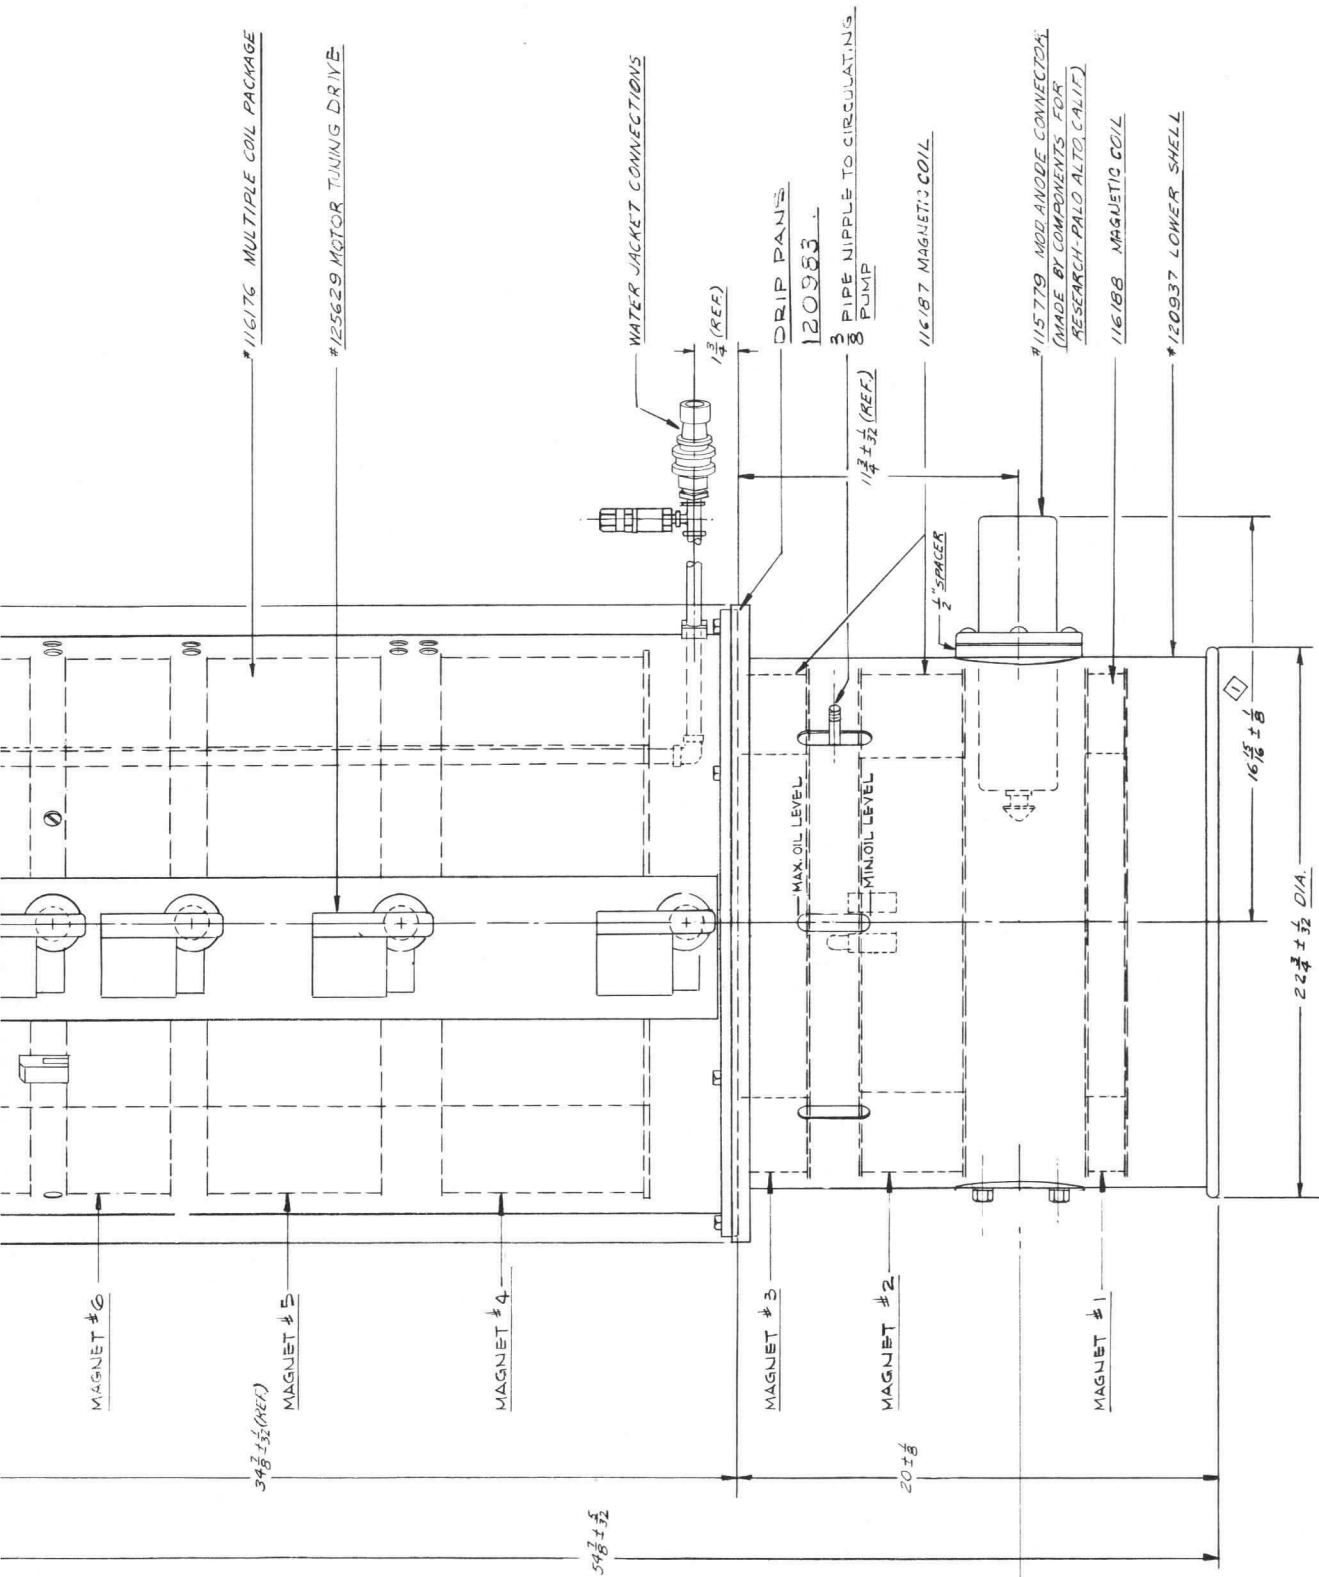 #116176 MULTIPLE COIL PACKAGE
#125629 MOTOR TUNING DRIVE
WATER JACKET CONNECTIONS
1 3/4 (REF.)
DRIP PANS
120983
3/8 PIPE NIPPLE TO CIRCULATING
PUMP
11 3/4 ± 1/32 (REF.)
116187 MAGNETIC COIL
1/2" SPACER
#115779 MOD ANODE CONNECTOR
(MADE BY COMPONENTS FOR
RESEARCH-PALO ALTO, CALIF.)
116188 MAGNETIC COIL
#120937 LOWER SHELL
MAX. OIL LEVEL
MIN. OIL LEVEL
1
16 15/16 ± 1/8
22 3/4 ± 1/32 DIA.
MAGNET #6
MAGNET #5
MAGNET #4
MAGNET #3
MAGNET #2
MAGNET #1
34 7/8 ± 1/32 (REF.)
20 ± 1/8
54 7/8 ± 5/32